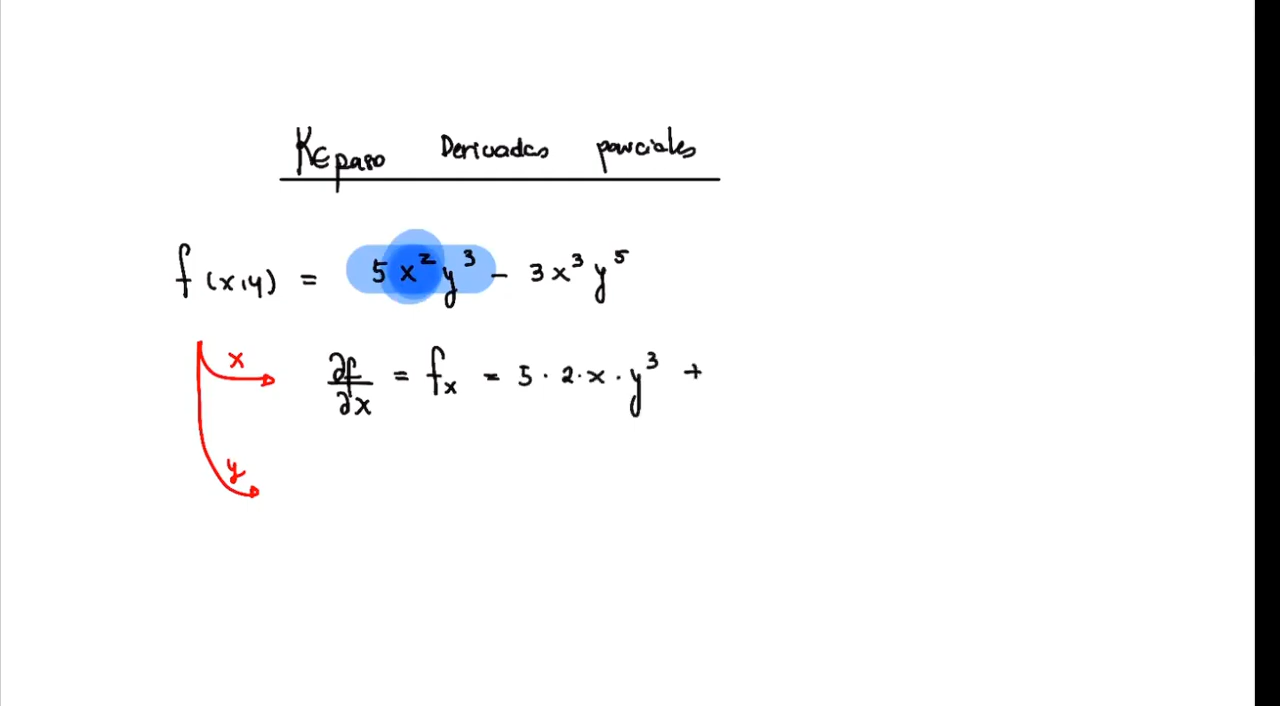 Repaso Derivadas parciales
f(x,y) = 5x²y³ - 3x³y⁵
x
∂f/∂x = fₓ = 5 · 2 · x · y³ +
y